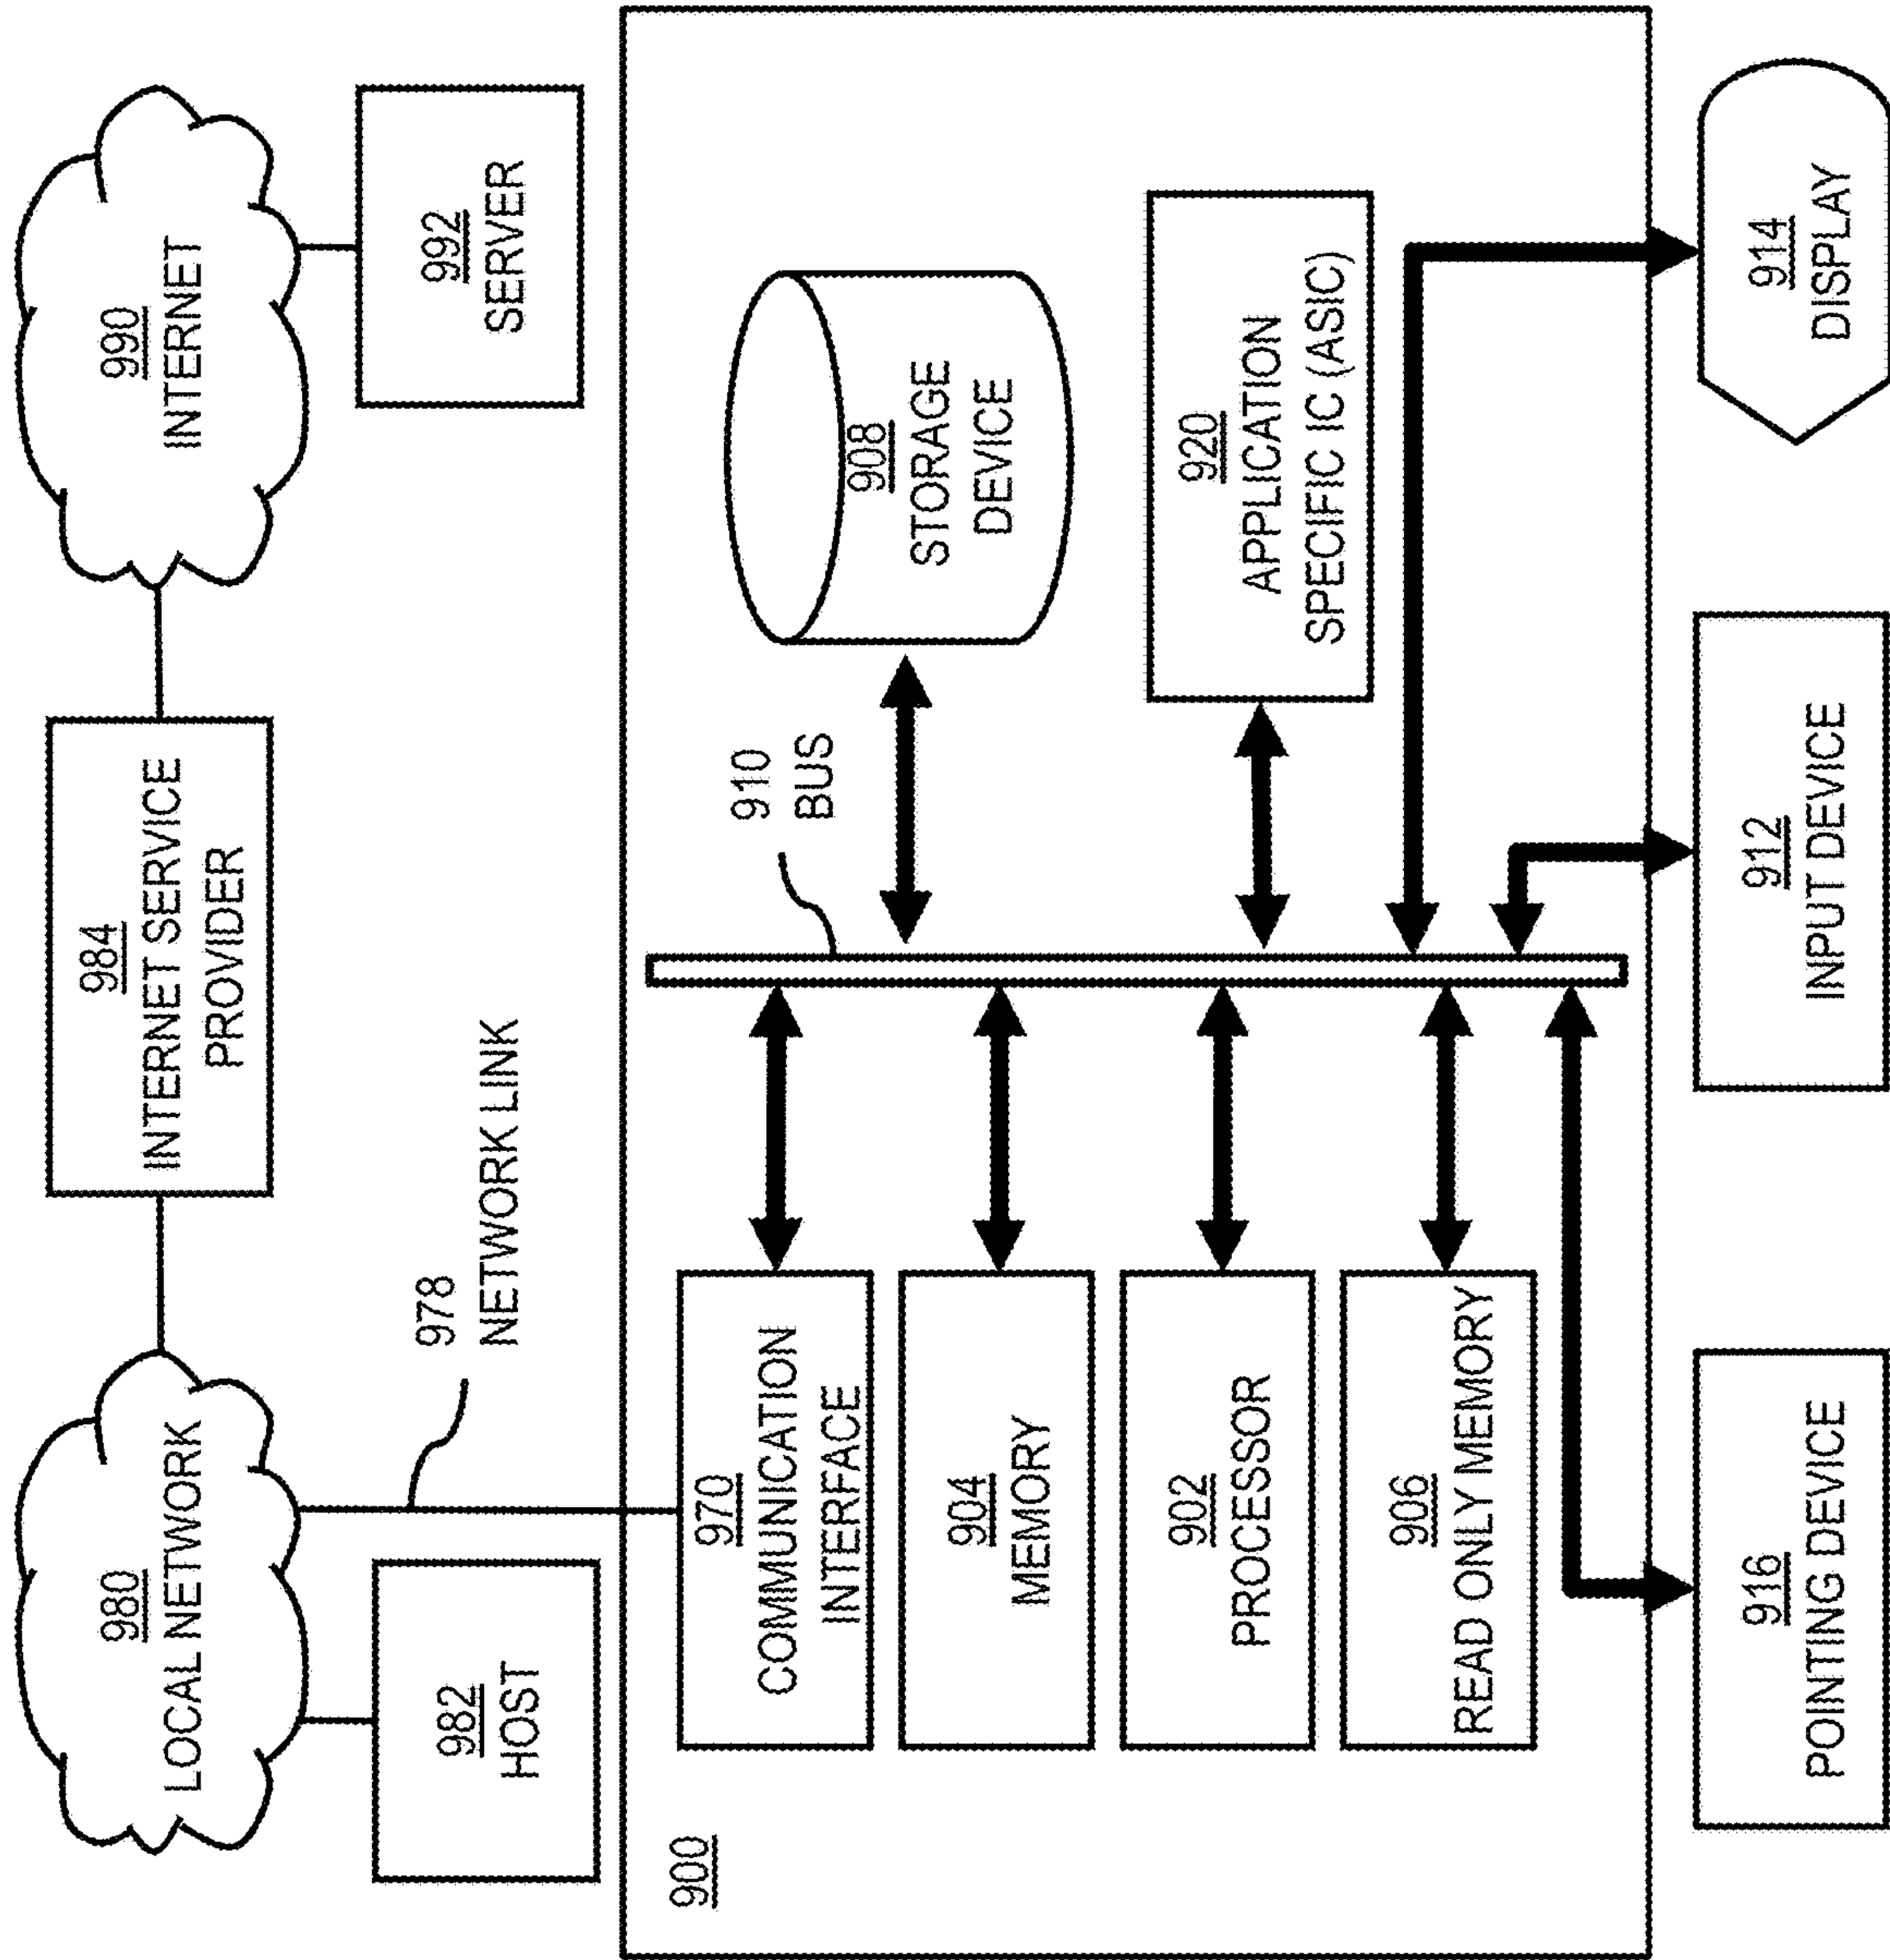 980
LOCAL NETWORK
984
INTERNET SERVICE
PROVIDER
990
INTERNET
982
HOST
978
NETWORK LINK
992
SERVER
900
970
COMMUNICATION
INTERFACE
910
BUS
904
MEMORY
908
STORAGE
DEVICE
902
PROCESSOR
920
APPLICATION
SPECIFIC IC (ASIC)
906
READ ONLY MEMORY
916
POINTING DEVICE
912
INPUT DEVICE
914
DISPLAY